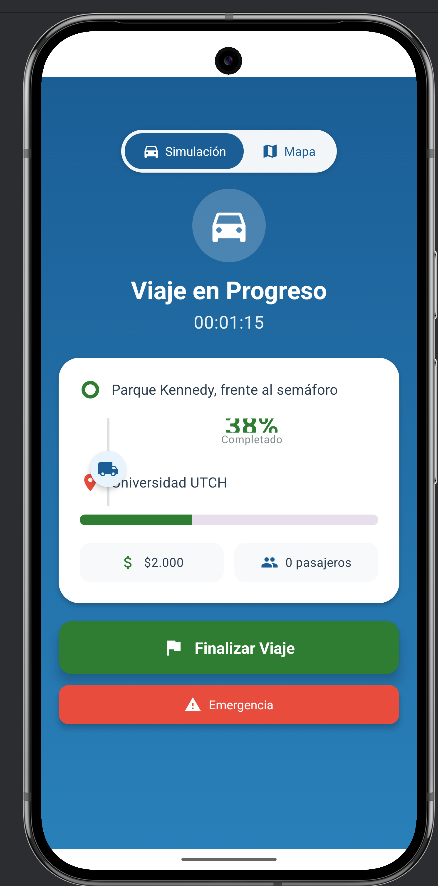 Simulación
Mapa
Viaje en Progreso
00:01:15
Parque Kennedy, frente al semáforo
38%
Completado
Universidad UTCH
$ $2.000
0 pasajeros
Finalizar Viaje
Emergencia